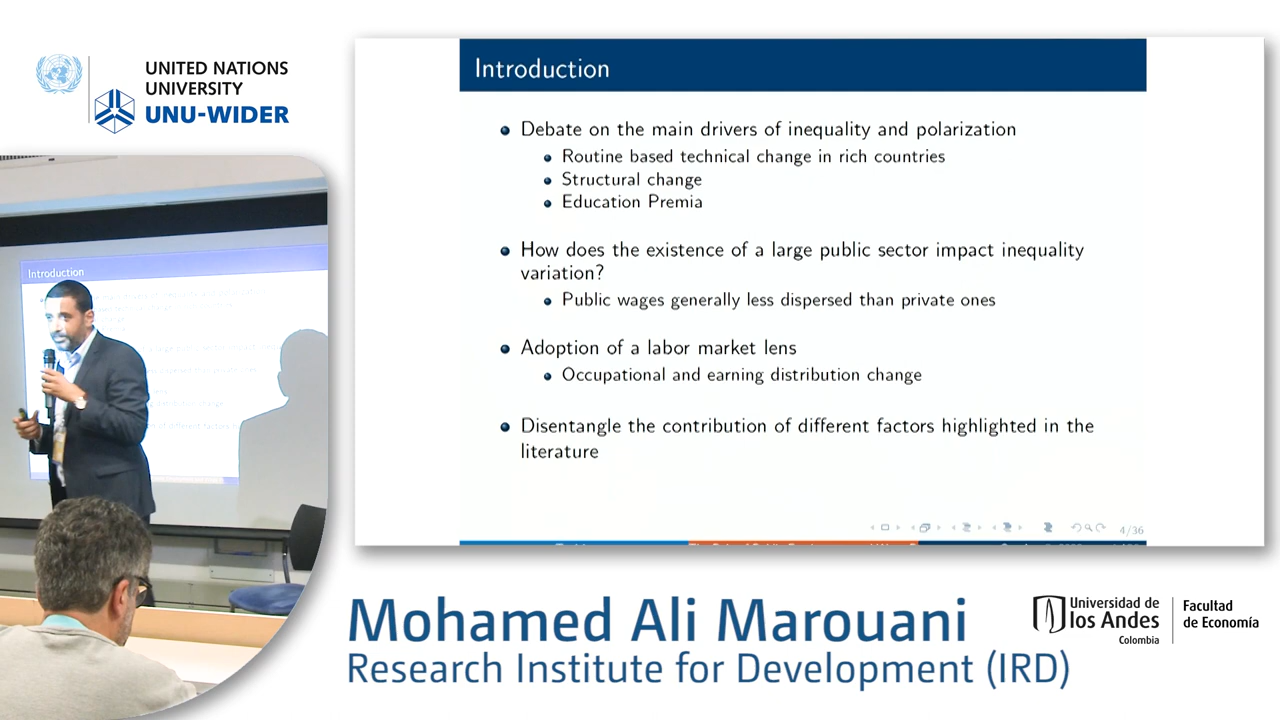 UNITED NATIONS
UNIVERSITY
UNU-WIDER
Introduction
Introduction
Debate on the main drivers of inequality and polarization
Routine based technical change in rich countries
Structural change
Education Premia
How does the existence of a large public sector impact inequality
variation?
Public wages generally less dispersed than private ones
Adoption of a labor market lens
Occupational and earning distribution change
Disentangle the contribution of different factors highlighted in the
literature
4/36
Mohamed Ali Marouani
Research Institute for Development (IRD)
Universidad de
los Andes
Colombia
Facultad
de Economía